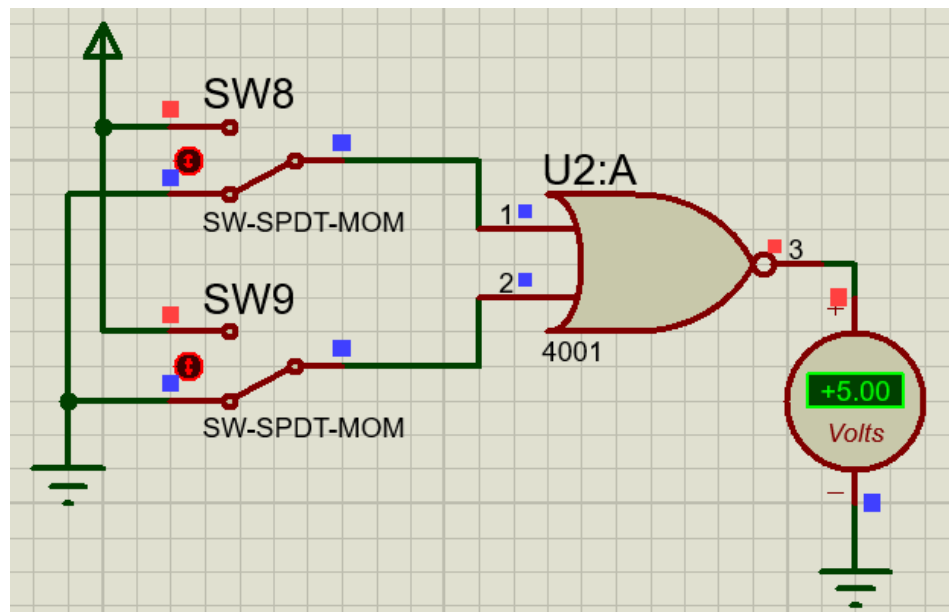 SW8
SW-SPDT-MOM
SW9
SW-SPDT-MOM
U2:A
1
2
3
4001
+
+5.00
Volts
−